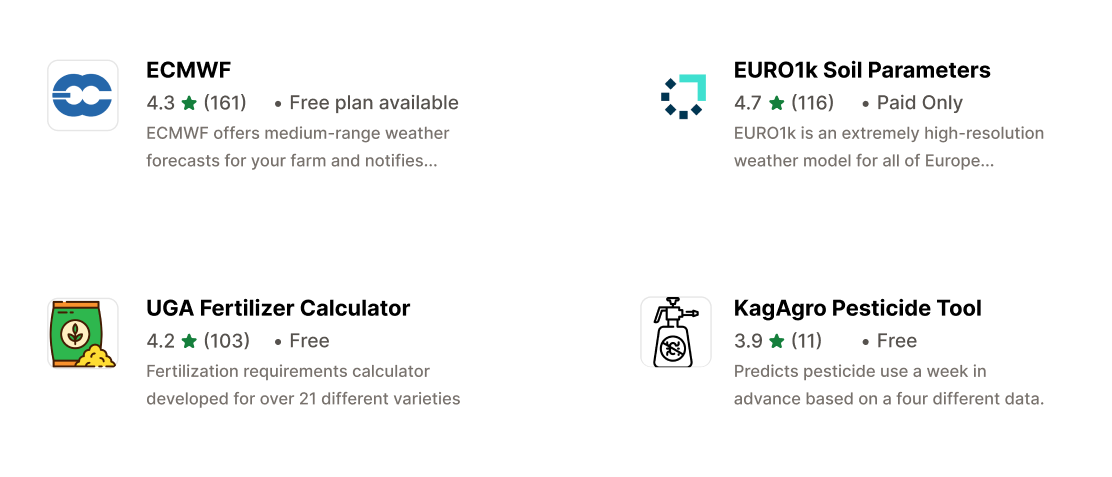 ECMWF
4.3 ★ (161) • Free plan available
ECMWF offers medium-range weather
forecasts for your farm and notifies...
EURO1k Soil Parameters
4.7 ★ (116) • Paid Only
EURO1k is an extremely high-resolution
weather model for all of Europe...
UGA Fertilizer Calculator
4.2 ★ (103) • Free
Fertilization requirements calculator
developed for over 21 different varieties
KagAgro Pesticide Tool
3.9 ★ (11) • Free
Predicts pesticide use a week in
advance based on a four different data.